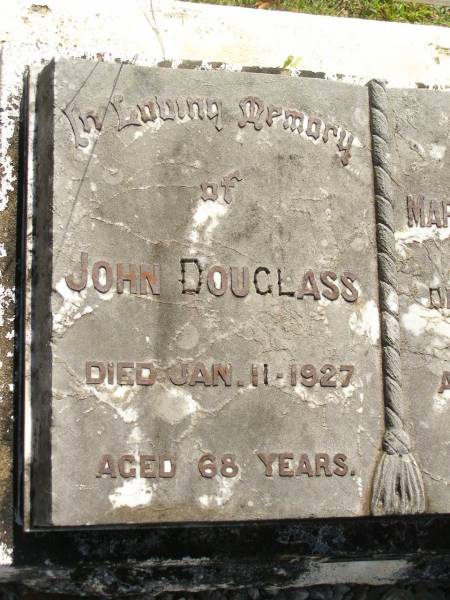 In Loving Memory
of
JOHN DOUGLASS
DIED JAN. 11-1927
AGED 68 YEARS.